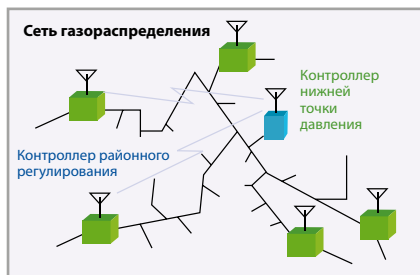 Сеть газораспределения
Контроллер
нижней
точки
давления
Контроллер районного
регулирования